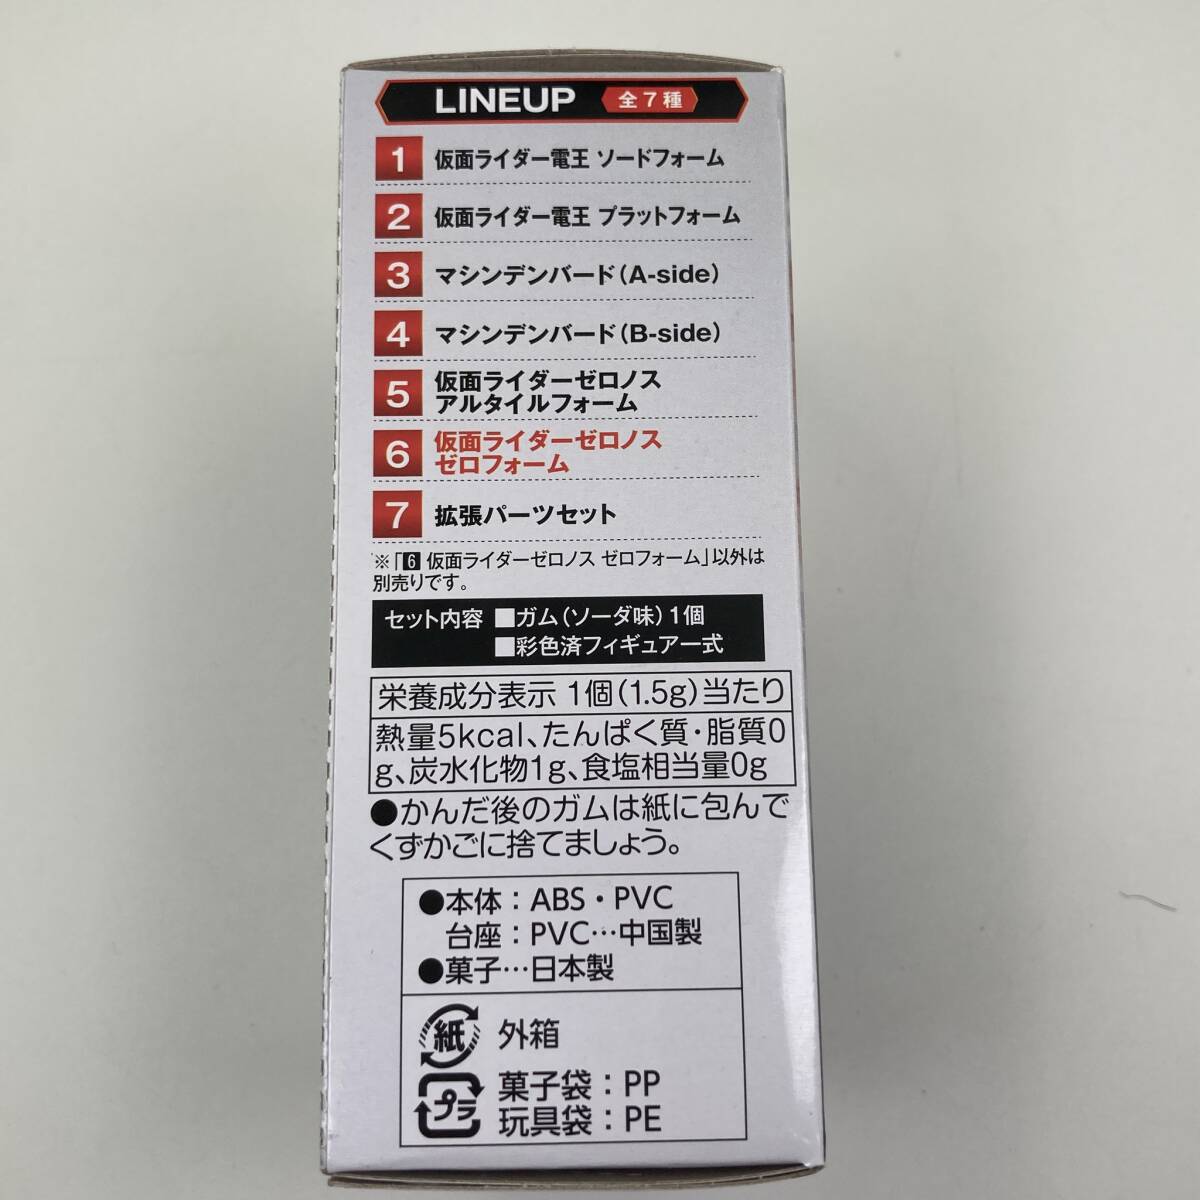 LINEUP 全7種
1 仮面ライダー電王 ソードフォーム
2 仮面ライダー電王 プラットフォーム
3 マシンデンバード(A-side)
4 マシンデンバード(B-side)
5 仮面ライダーゼロノス
アルタイルフォーム
6 仮面ライダーゼロノス
ゼロフォーム
7 拡張パーツセット
※「6 仮面ライダーゼロノス ゼロフォーム」以外は
別売りです。
セット内容 ■ガム(ソーダ味)1個
■彩色済フィギュア一式
栄養成分表示 1個(1.5g)当たり
熱量5kcal、たんぱく質・脂質0
g、炭水化物1g、食塩相当量0g
●かんだ後のガムは紙に包んで
くずかごに捨てましょう。
●本体：ABS・PVC
台座：PVC…中国製
●菓子…日本製
紙 外箱
プラ 菓子袋：PP
玩具袋：PE